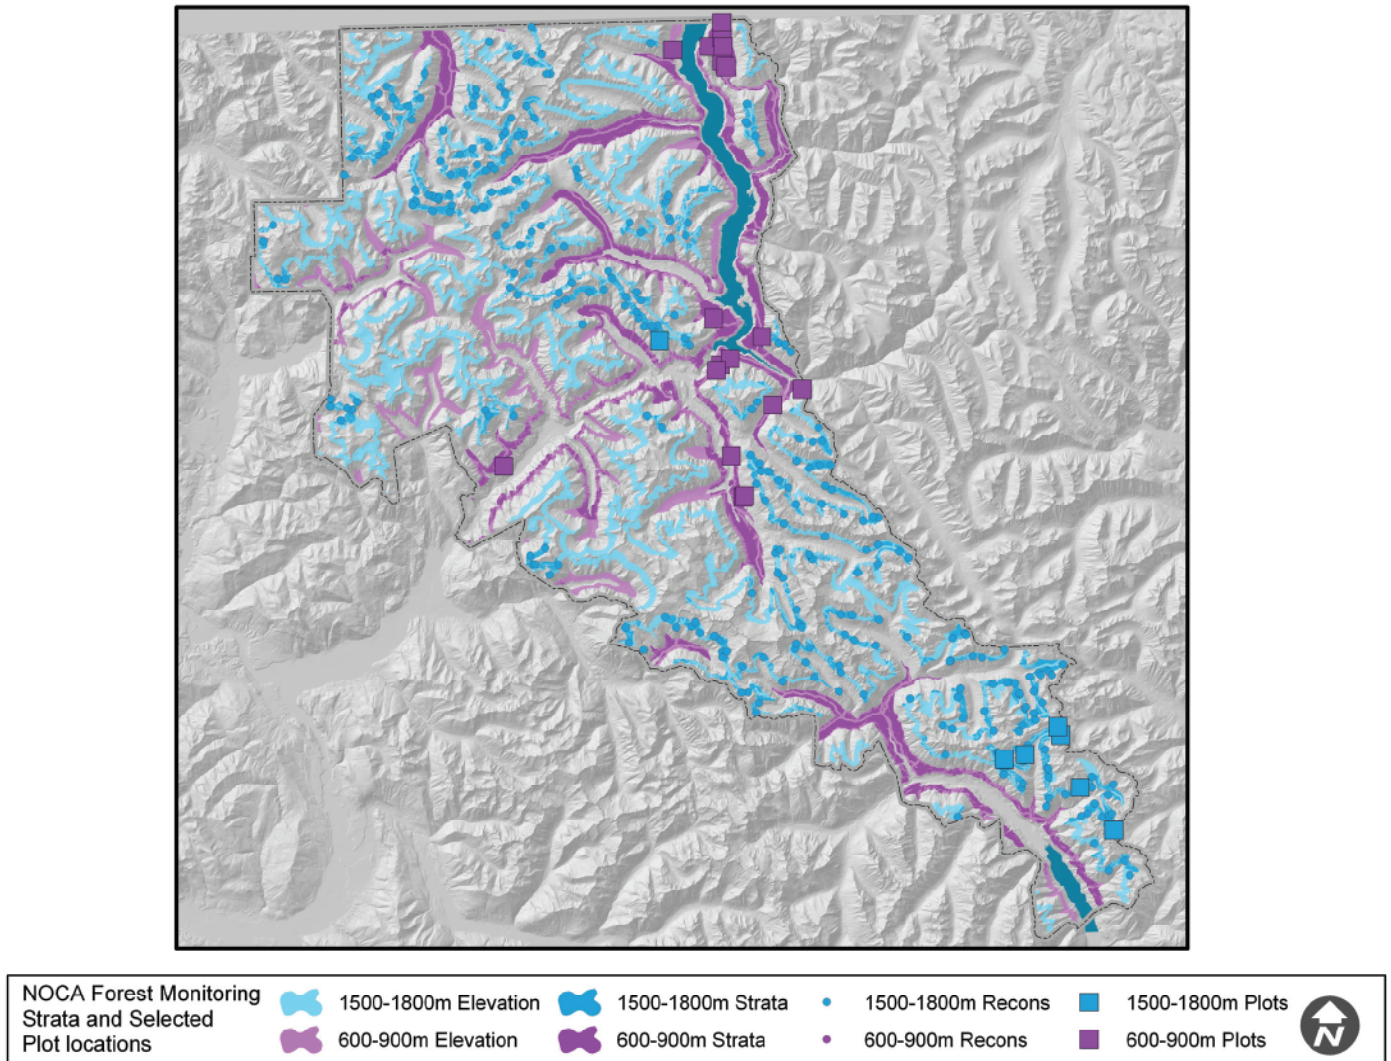 NOCA Forest Monitoring
Strata and Selected
Plot locations
1500-1800m Elevation
1500-1800m Strata
1500-1800m Recons
1500-1800m Plots
600-900m Elevation
600-900m Strata
600-900m Recons
600-900m Plots
N